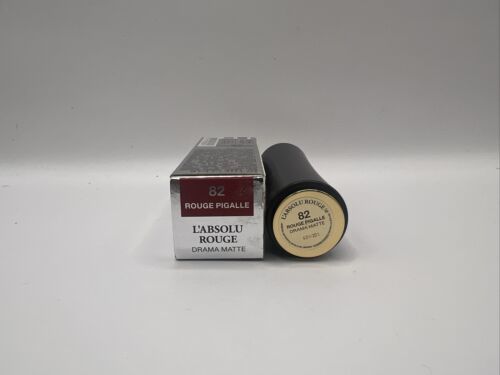 82
ROUGE PIGALLE
L'ABSOLU
ROUGE
DRAMA MATTE
L'ABSOLU ROUGE
82
ROUGE PIGALLE
DRAMA MATTE